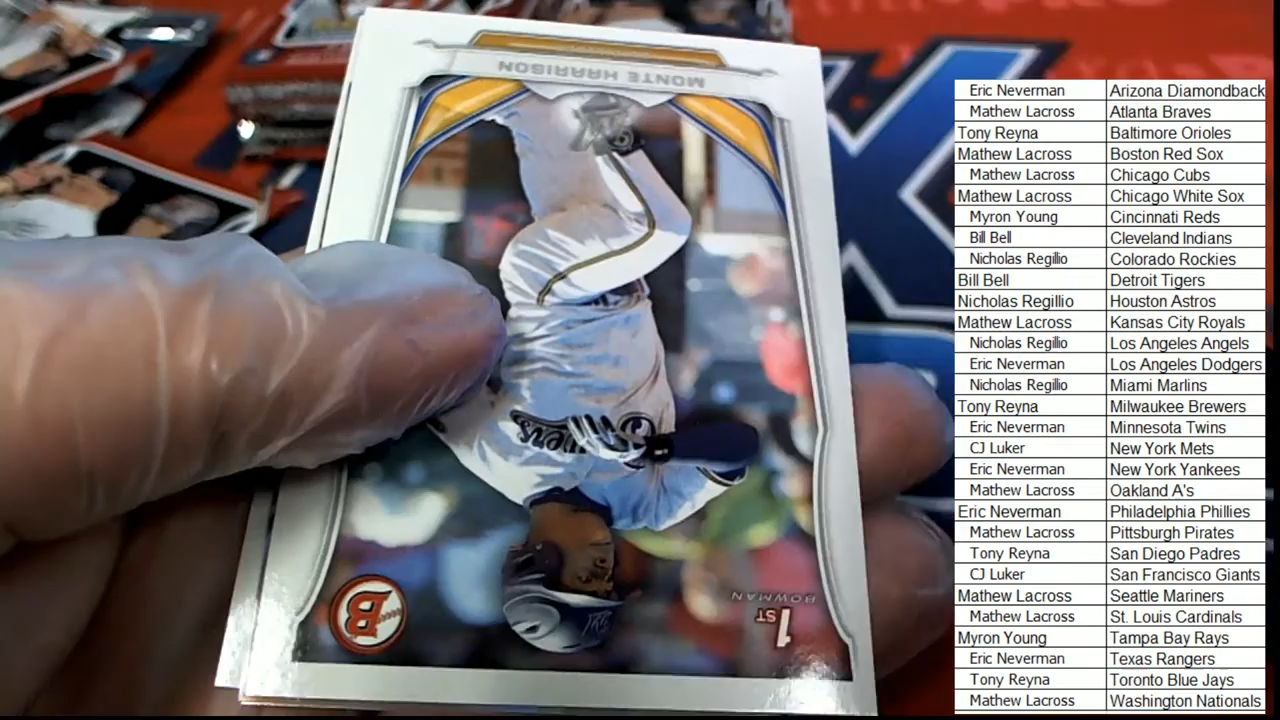 MONTE HARRISON
Brewers
B
1ST
BOWMAN
Eric Neverman Arizona Diamondback
Mathew Lacross Atlanta Braves
Tony Reyna Baltimore Orioles
Mathew Lacross Boston Red Sox
Mathew Lacross Chicago Cubs
Mathew Lacross Chicago White Sox
Myron Young Cincinnati Reds
Bill Bell Cleveland Indians
Nicholas Regillio Colorado Rockies
Bill Bell Detroit Tigers
Nicholas Regillio Houston Astros
Mathew Lacross Kansas City Royals
Nicholas Regillio Los Angeles Angels
Eric Neverman Los Angeles Dodgers
Nicholas Regillio Miami Marlins
Tony Reyna Milwaukee Brewers
Eric Neverman Minnesota Twins
CJ Luker New York Mets
Eric Neverman New York Yankees
Mathew Lacross Oakland A's
Eric Neverman Philadelphia Phillies
Mathew Lacross Pittsburgh Pirates
Tony Reyna San Diego Padres
CJ Luker San Francisco Giants
Mathew Lacross Seattle Mariners
Mathew Lacross St. Louis Cardinals
Myron Young Tampa Bay Rays
Eric Neverman Texas Rangers
Tony Reyna Toronto Blue Jays
Mathew Lacross Washington Nationals